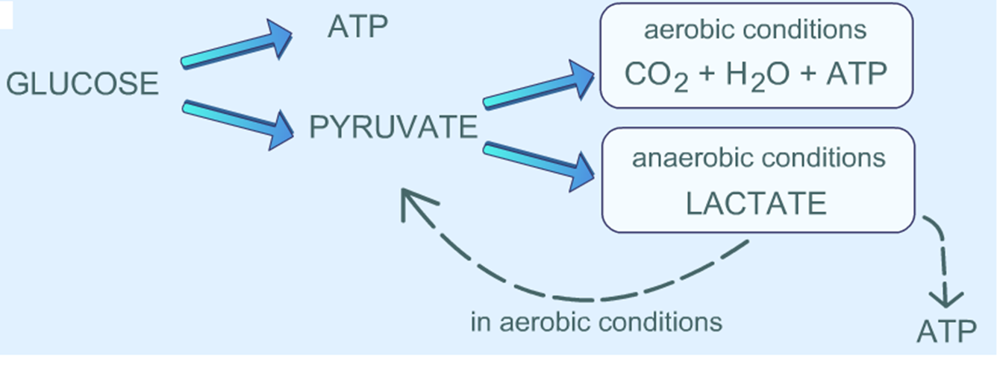 GLUCOSE
ATP
PYRUVATE
aerobic conditions
CO₂ + H₂O + ATP
anaerobic conditions
LACTATE
in aerobic conditions
ATP